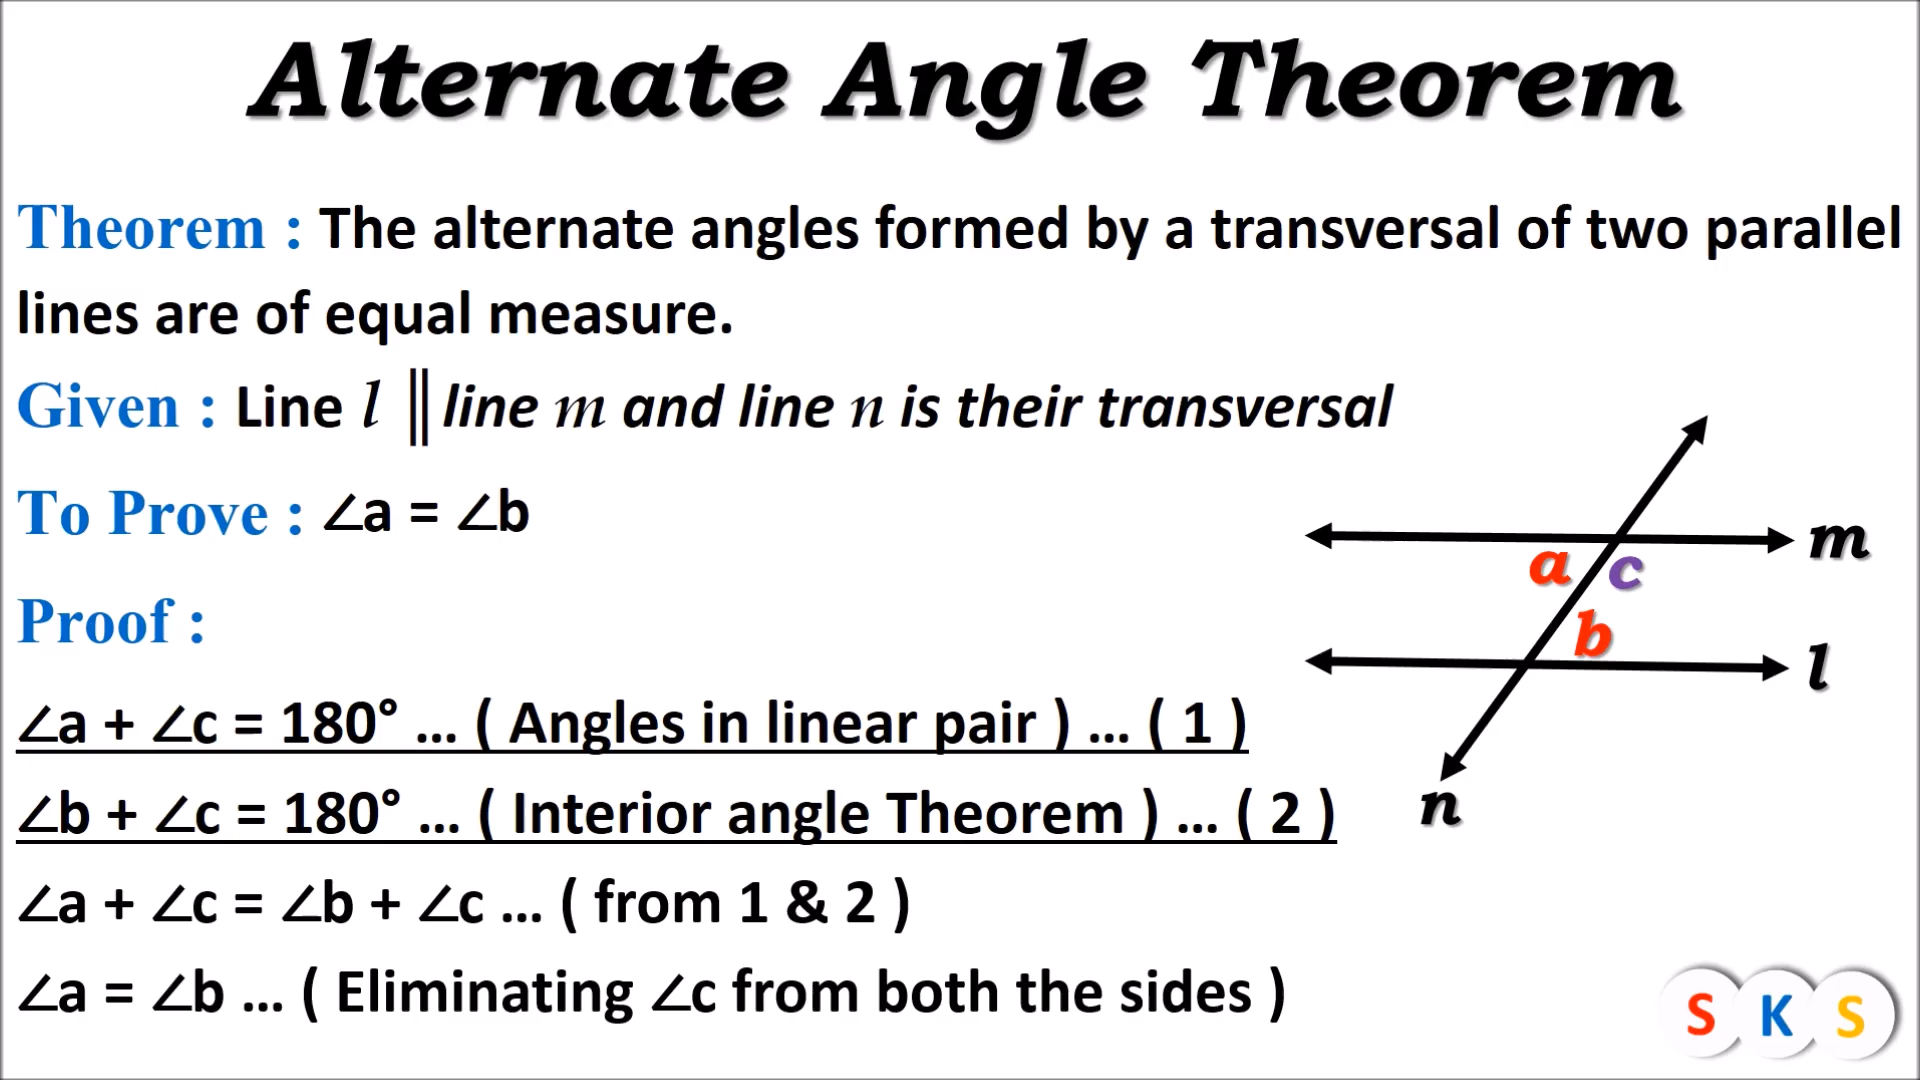 Alternate Angle Theorem
Theorem : The alternate angles formed by a transversal of two parallel
lines are of equal measure.
Given : Line l ∥ line m and line n is their transversal
To Prove : ∠a = ∠b
Proof :
∠a + ∠c = 180° ... ( Angles in linear pair ) ... ( 1 )
∠b + ∠c = 180° ... ( Interior angle Theorem ) ... ( 2 )
∠a + ∠c = ∠b + ∠c ... ( from 1 & 2 )
∠a = ∠b ... ( Eliminating ∠c from both the sides )
m
a c
b
l
n
S K S